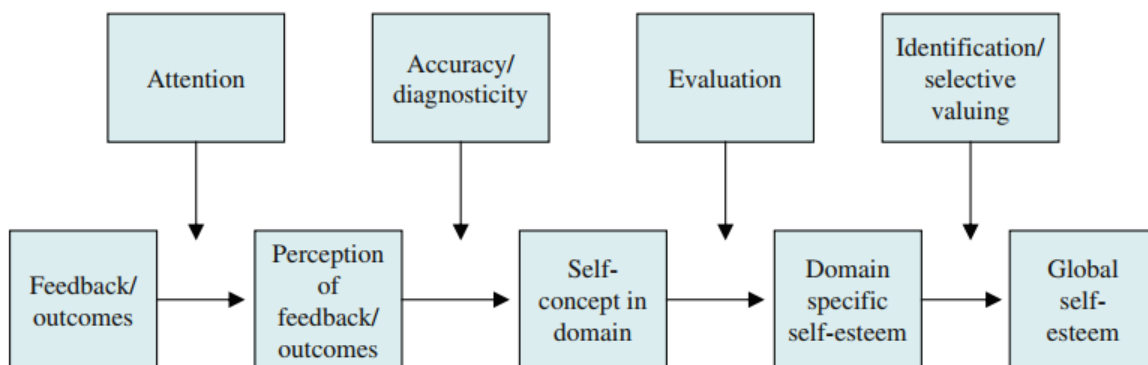 Attention
Accuracy/
diagnosticity
Evaluation
Identification/
selective
valuing
Feedback/
outcomes
Perception
of
feedback/
outcomes
Self-
concept in
domain
Domain
specific
self-esteem
Global
self-
esteem